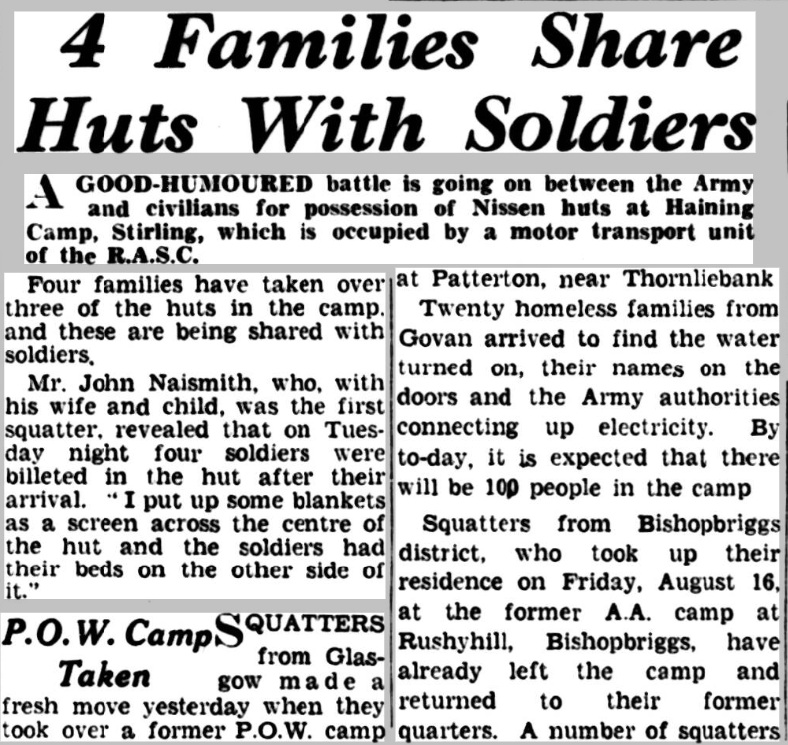 4 Families Share
Huts With Soldiers
A GOOD-HUMOURED battle is going on between the Army
and civilians for possession of Nissen huts at Haining
Camp, Stirling, which is occupied by a motor transport unit
of the R.A.S.C.
Four families have taken over
three of the huts in the camp.
and these are being shared with
soldiers.
Mr. John Naismith, who, with
his wife and child, was the first
squatter, revealed that on Tues-
day night four soldiers were
billeted in the hut after their
arrival. "I put up some blankets
as a screen across the centre of
the hut and the soldiers had
their beds on the other side of
it."
P.O.W. Camp
Taken
SQUATTERS
from Glas-
gow made a
fresh move yesterday when they
took over a former P.O.W. camp
at Patterton, near Thornliebank
Twenty homeless families from
Govan arrived to find the water
turned on, their names on the
doors and the Army authorities
connecting up electricity. By
to-day, it is expected that there
will be 100 people in the camp
Squatters from Bishopbriggs
district, who took up their
residence on Friday, August 16,
at the former A.A. camp at
Rushyhill, Bishopbriggs, have
already left the camp and
returned to their former
quarters. A number of squatters